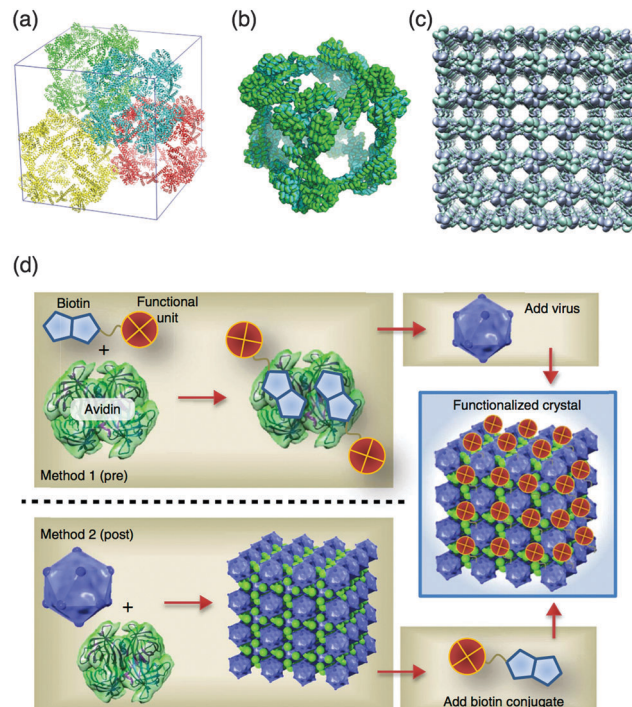 (a)
(b)
(c)
(d)
Biotin
Functional
unit
+
Avidin
Method 1 (pre)
Add virus
Functionalized crystal
Method 2 (post)
+
Add biotin conjugate